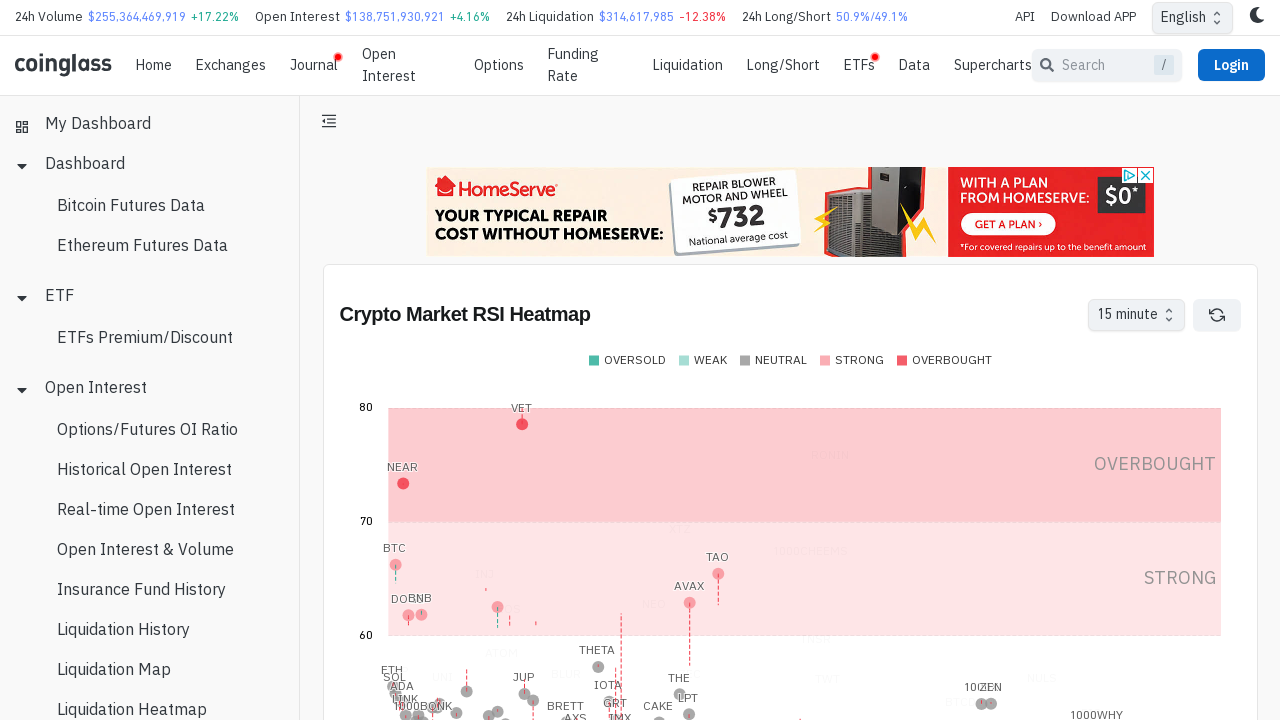 24h Volume $255,364,469,919 +17.22% Open Interest $138,751,930,921 +4.16% 24h Liquidation $314,617,985 -12.38% 24h Long/Short 50.9%/49.1% API Download APP English
coinglass Home Exchanges Journal Open Interest Options Funding Rate Liquidation Long/Short ETFs Data Supercharts Search / Login
My Dashboard
Dashboard
Bitcoin Futures Data
Ethereum Futures Data
ETF
ETFs Premium/Discount
Open Interest
Options/Futures OI Ratio
Historical Open Interest
Real-time Open Interest
Open Interest & Volume
Insurance Fund History
Liquidation History
Liquidation Map
Liquidation Heatmap
HomeServe
YOUR TYPICAL REPAIR
COST WITHOUT HOMESERVE:
REPAIR BLOWER
MOTOR AND WHEEL
$732
National average cost
WITH A PLAN
FROM HOMESERVE:
$0*
GET A PLAN ›
*For covered repairs up to the benefit amount
Crypto Market RSI Heatmap
15 minute
OVERSOLD WEAK NEUTRAL STRONG OVERBOUGHT
80
VET
OVERBOUGHT
NEAR
70
BTC
TAO
STRONG
AVAX
BNB
60
THETA
ETH
SOL
JUP
THE
ADA
IOTA
ZEN
LINK
LPT
1000BONK
BRETT
GRT
CAKE
AXS
IMX
1000WHY